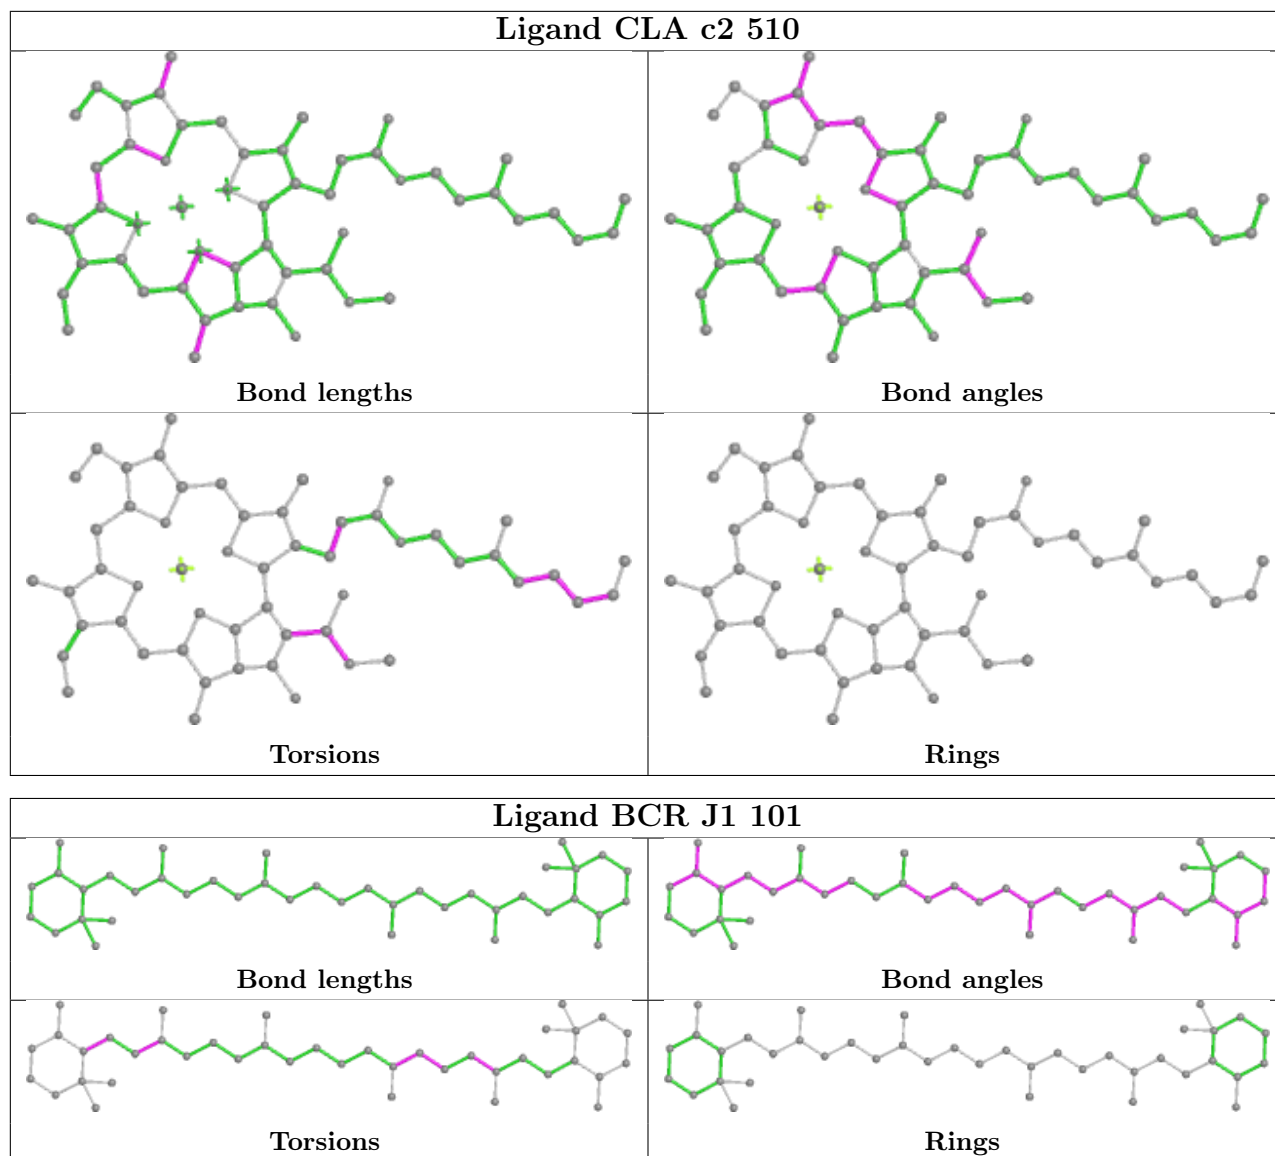 Ligand CLA c2 510
Bond lengths
Bond angles
Torsions
Rings
Ligand BCR J1 101
Bond lengths
Bond angles
Torsions
Rings